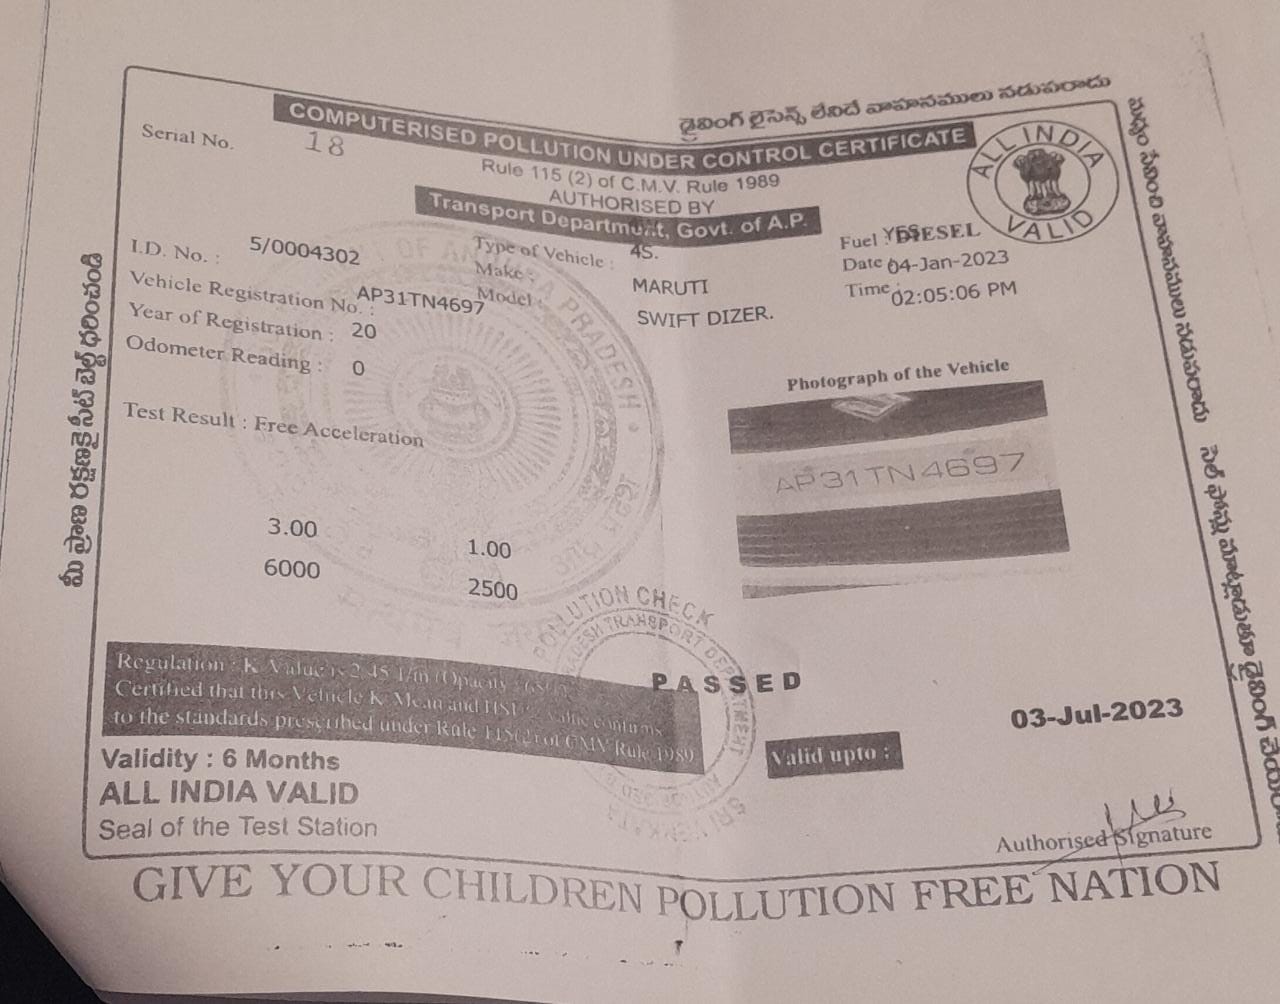 డ్రైవింగ్ లైసెన్స్ లేనిదే వాహనములు నడుపరాదు
COMPUTERISED POLLUTION UNDER CONTROL CERTIFICATE
Serial No. 18
Rule 115 (2) of C.M.V. Rule 1989
AUTHORISED BY
Transport Department, Govt. of A.P.
ALL INDIA VALID
I.D. No. : 5/0004302
Vehicle Registration No. : AP31TN4697
Year of Registration : 20
Odometer Reading : 0
Type of Vehicle : 4S.
Make : MARUTI
Model : SWIFT DIZER.
Fuel : DIESEL
Date : 04-Jan-2023
Time : 02:05:06 PM
Test Result : Free Acceleration
Photograph of the Vehicle
AP31TN4697
3.00 1.00
6000 2500
POLLUTION CHECK
TRANSPORT DEPARTMENT
SRI VENKATA
Regulation : K Value is 2.45 1/m (Opacity
Certified that this Vehicle K Mean and HSU Value confirms
to the standards prescribed under Rule 115(2) of CMV Rule 1989
PASSED
Validity : 6 Months
ALL INDIA VALID
Seal of the Test Station
Valid upto : 03-Jul-2023
Authorised Signature
GIVE YOUR CHILDREN POLLUTION FREE NATION
మీ ప్రాణ రక్షణకై సీట్ బెల్ట్ ధరించండి
మద్యం సేవించి వాహనములు నడుపరాదు
సెల్ ఫోన్లు మాట్లాడుతూ డ్రైవింగ్